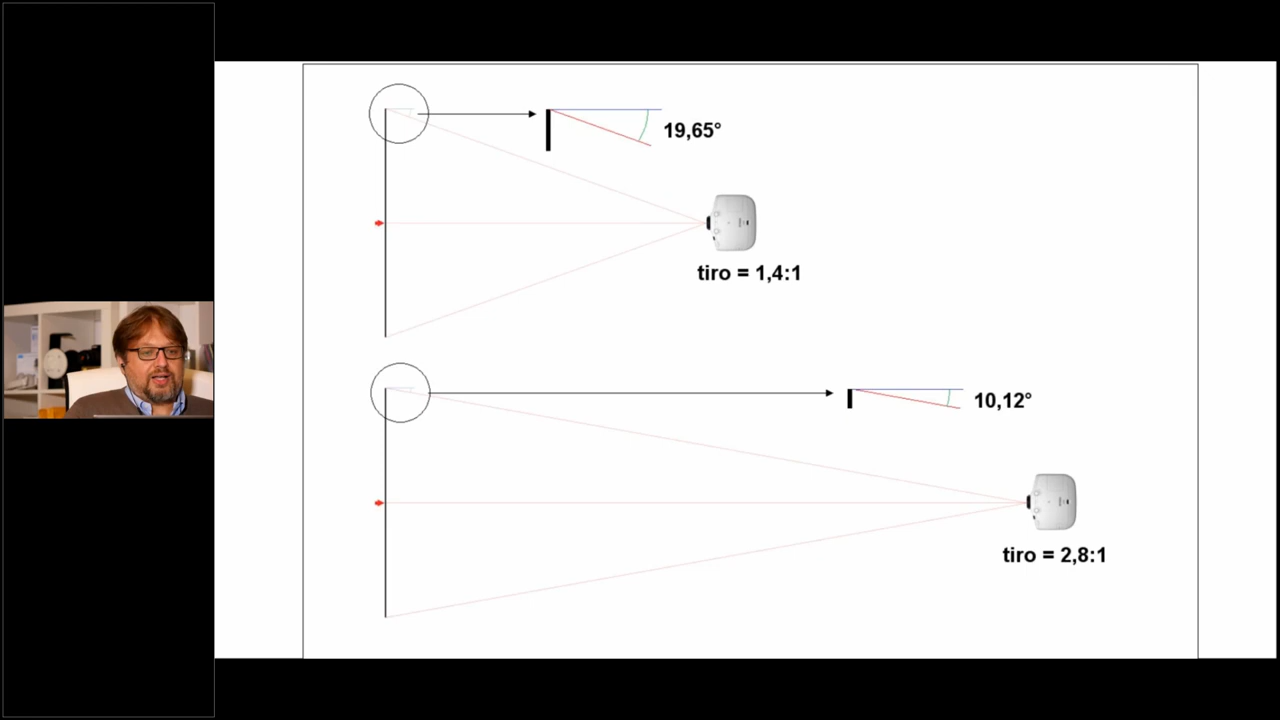 19,65°
tiro = 1,4:1
10,12°
tiro = 2,8:1